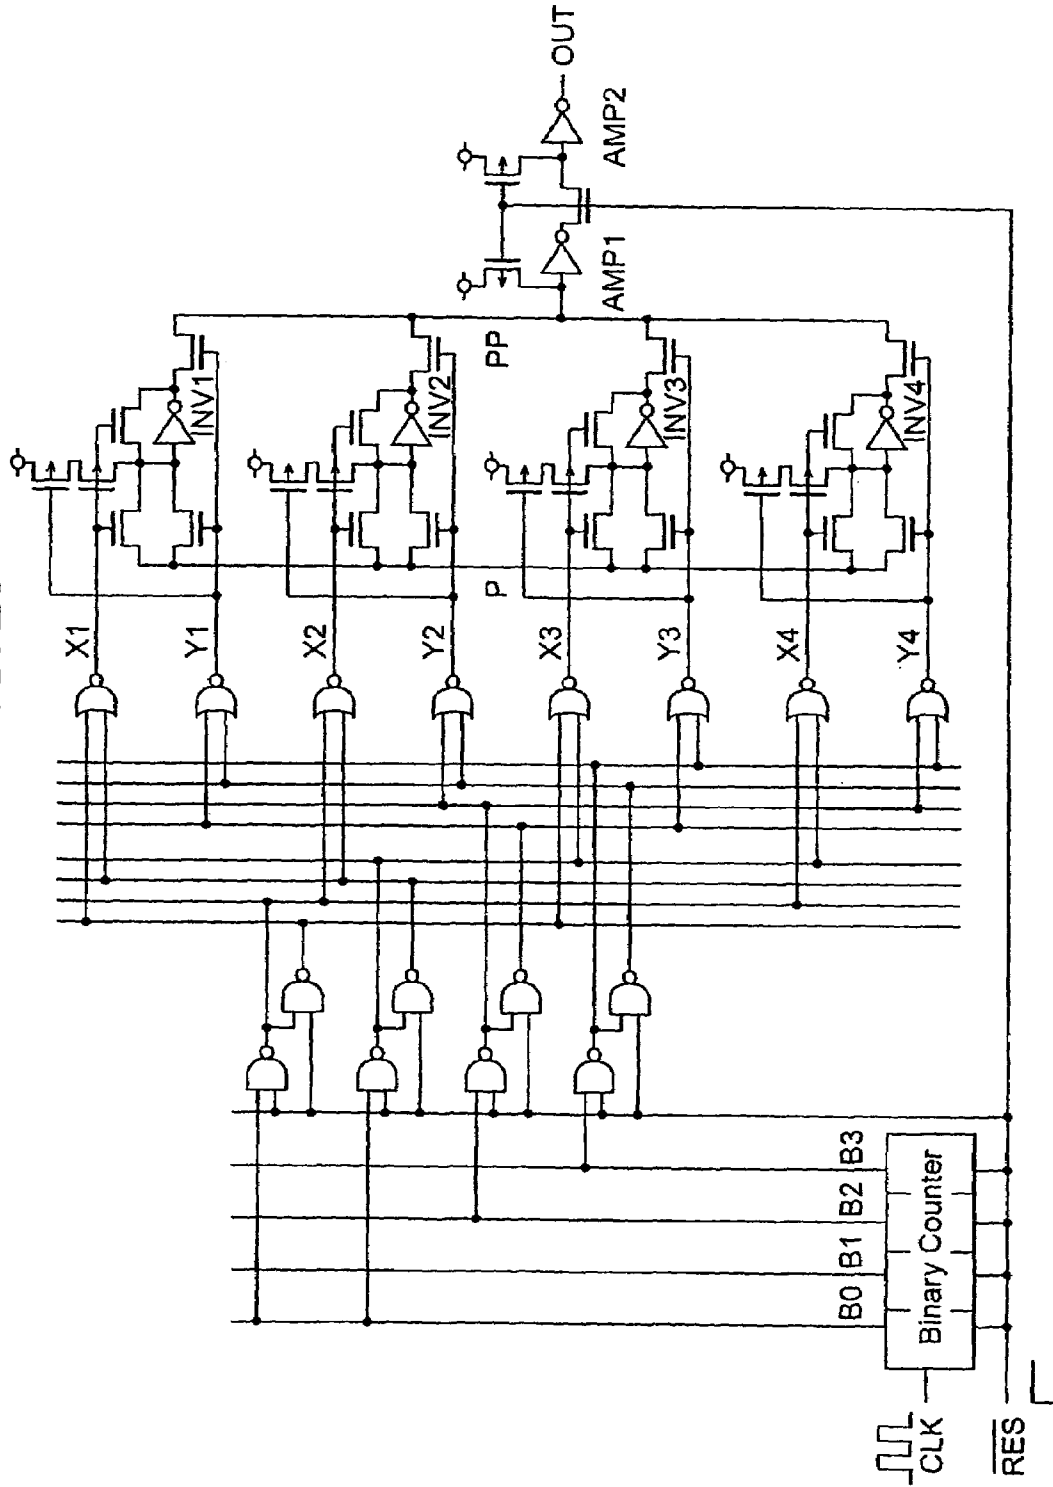 OUT
AMP2
AMP1
PP
INV1
INV2
INV3
INV4
P
X1
Y1
X2
Y2
X3
Y3
X4
Y4
B3
B2
B1
B0
Binary Counter
CLK
RES